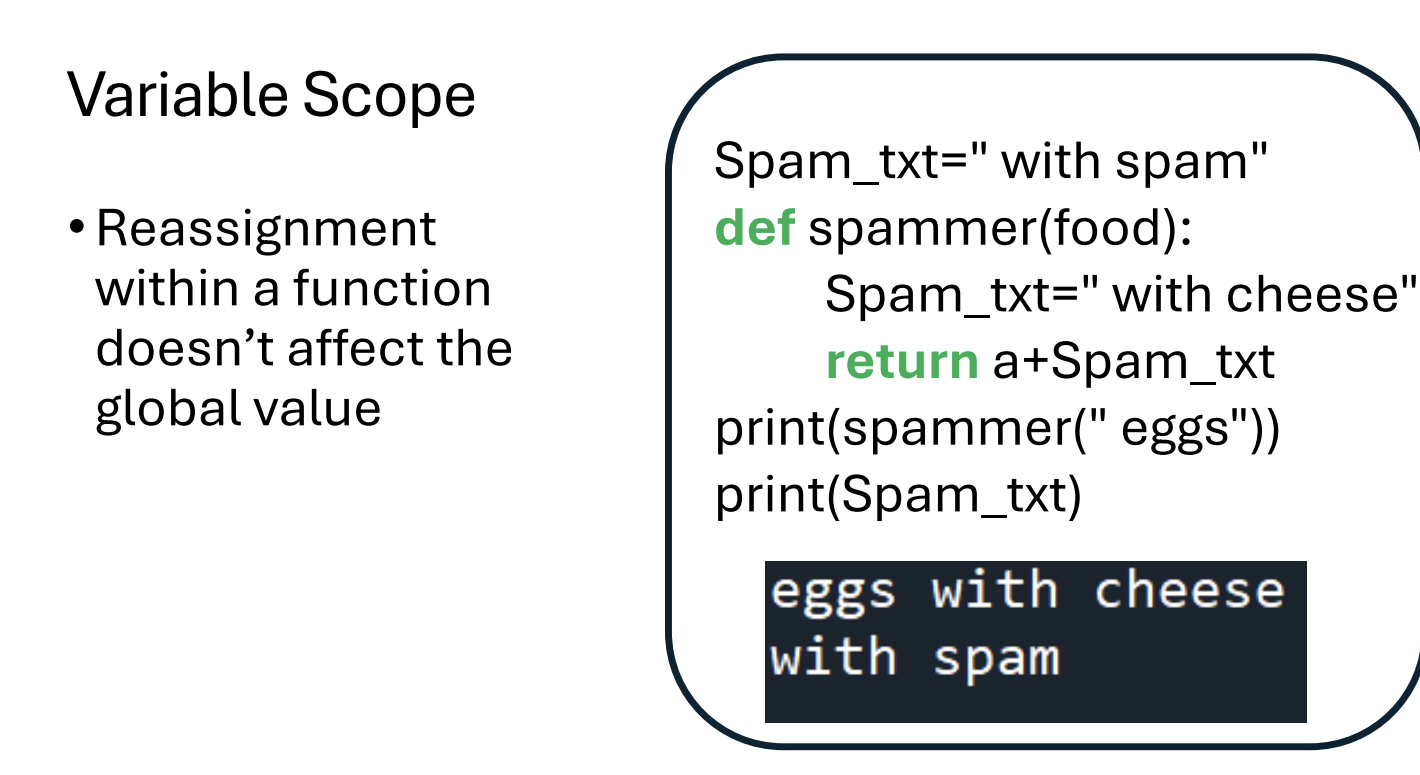 Variable Scope
• Reassignment
within a function
doesn’t affect the
global value
Spam_txt=" with spam"
def spammer(food):
Spam_txt=" with cheese"
return a+Spam_txt
print(spammer(" eggs"))
print(Spam_txt)
eggs with cheese
with spam